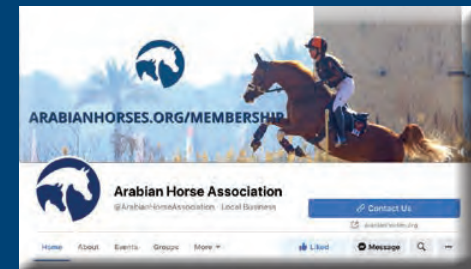 ARABIANHORSES.ORG/MEMBERSHIP
Arabian Horse Association
@ArabianHorseAssociation · Local Business
Contact Us
arabianhorses.org
Home About Events Groups More
Liked Message